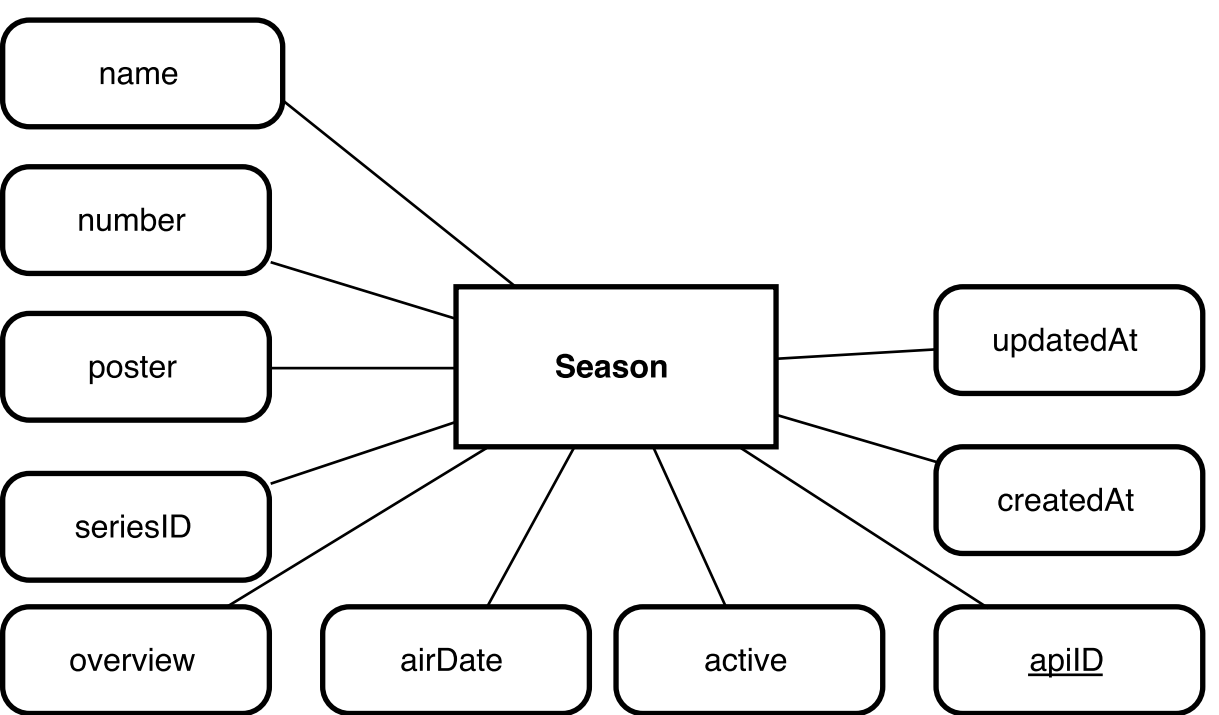 name
number
poster
Season
updatedAt
seriesID
createdAt
overview
airDate
active
apiID